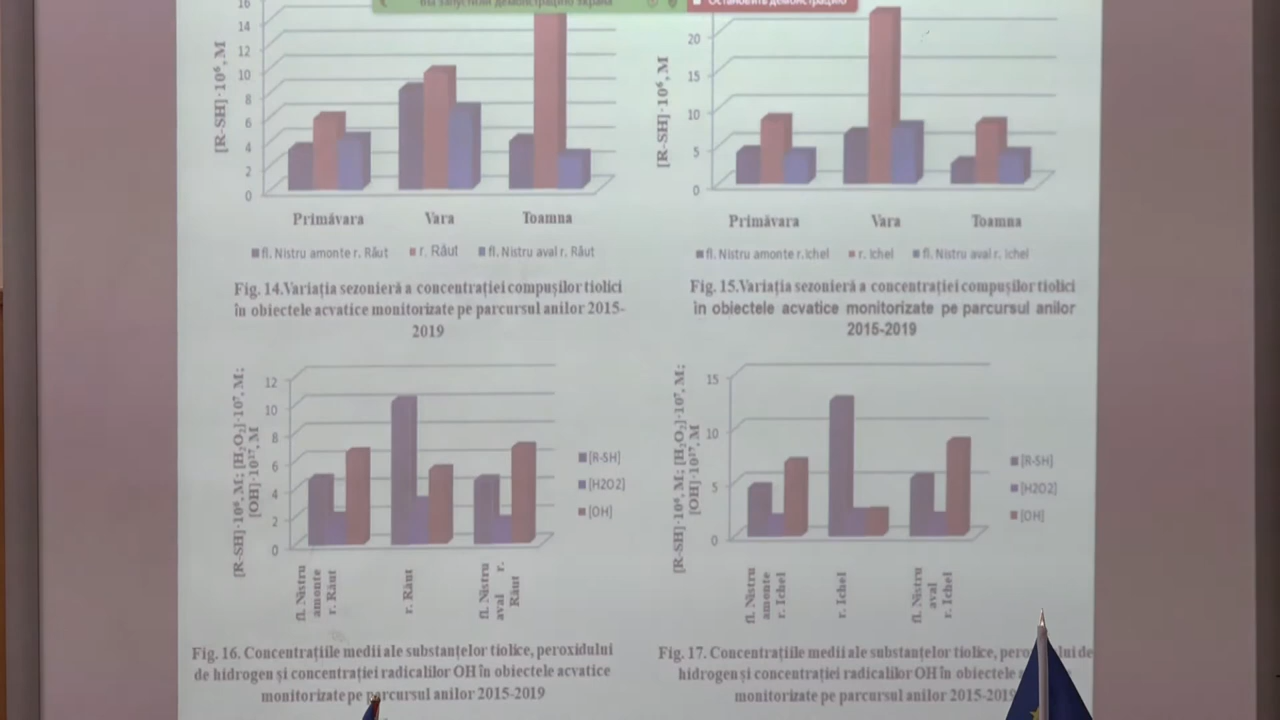 Вы запустили демонстрацию экрана
Остановить демонстрацию
[R-SH]·10⁶, M
16
14
12
10
8
6
4
2
0
Primăvara Vara Toamna
fl. Nistru amonte r. Răut r. Răut fl. Nistru aval r. Răut
Fig. 14.Variația sezonieră a concentrației compușilor tiolici
în obiectele acvatice monitorizate pe parcursul anilor 2015-
2019
[R-SH]·10⁶, M
20
15
10
5
0
Primăvara Vara Toamna
fl. Nistru amonte r. Ichel r. Ichel fl. Nistru aval r. Ichel
Fig. 15.Variația sezonieră a concentrației compușilor tiolici
în obiectele acvatice monitorizate pe parcursul anilor
2015-2019
[R-SH]·10⁶, M; [H₂O₂]·10⁷, M;
[OH]·10¹⁷, M
12
10
8
6
4
2
0
fl. Nistru
amonte
r. Răut
r. Răut
fl. Nistru
aval r.
Răut
[R-SH]
[H2O2]
[OH]
Fig. 16. Concentrațiile medii ale substanțelor tiolice, peroxidului
de hidrogen și concentrației radicalilor OH în obiectele acvatice
monitorizate pe parcursul anilor 2015-2019
[R-SH]·10⁶, M; [H₂O₂]·10⁷, M;
[OH]·10¹⁷, M
15
10
5
0
fl. Nistru
amonte
r. Ichel
r. Ichel
fl. Nistru
aval
r. Ichel
[R-SH]
[H2O2]
[OH]
Fig. 17. Concentrațiile medii ale substanțelor tiolice, de
hidrogen și concentrației radicalilor OH în obiectele
monitorizate pe parcursul anilor 2015-2019